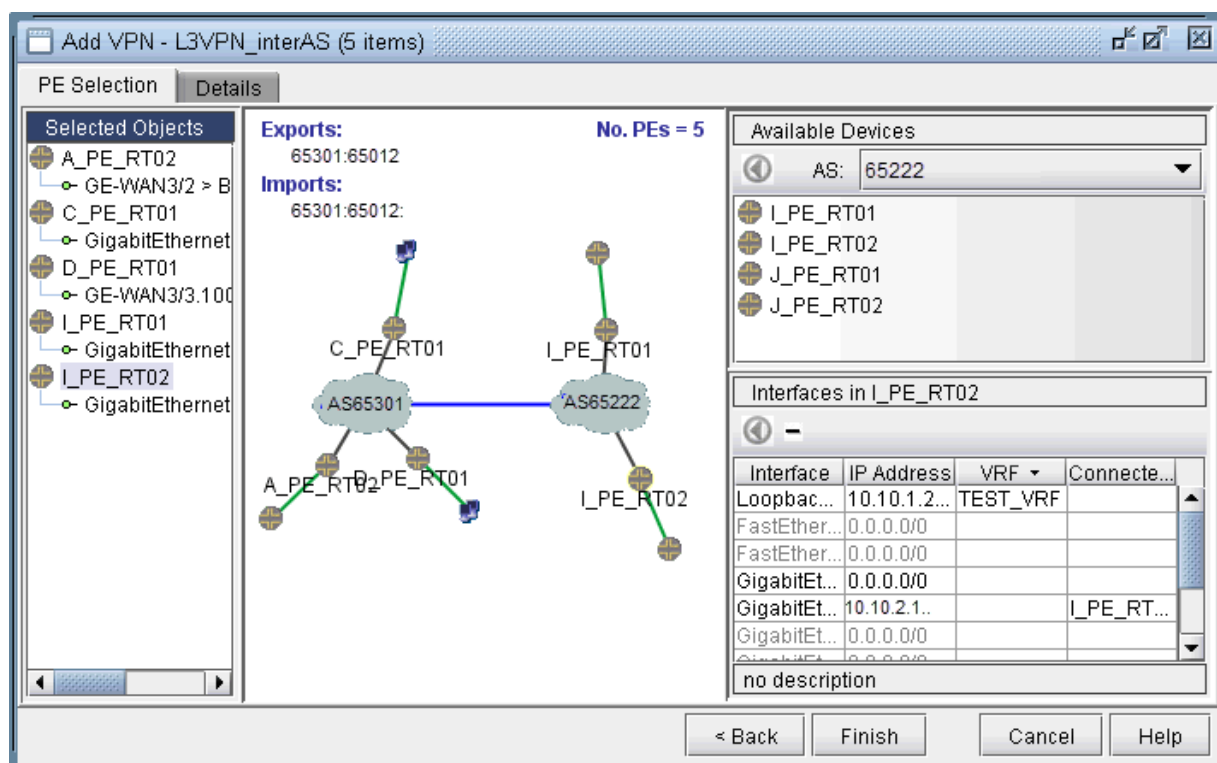 Add VPN - L3VPN_interAS (5 items)
PE Selection Details
Selected Objects
A_PE_RT02
GE-WAN3/2 > B
C_PE_RT01
GigabitEthernet
D_PE_RT01
GE-WAN3/3.100
I_PE_RT01
GigabitEthernet
I_PE_RT02
GigabitEthernet
Exports: No. PEs = 5
65301:65012
Imports:
65301:65012:
C_PE_RT01 I_PE_RT01
AS65301 AS65222
A_PE_RT02 D_PE_RT01 I_PE_RT02
Available Devices
AS: 65222
I_PE_RT01
I_PE_RT02
J_PE_RT01
J_PE_RT02
Interfaces in I_PE_RT02
Interface IP Address VRF Connecte...
Loopbac... 10.10.1.2... TEST_VRF
FastEther... 0.0.0.0/0
FastEther... 0.0.0.0/0
GigabitEt... 0.0.0.0/0
GigabitEt... 10.10.2.1.. I_PE_RT...
GigabitEt... 0.0.0.0/0
no description
< Back Finish Cancel Help